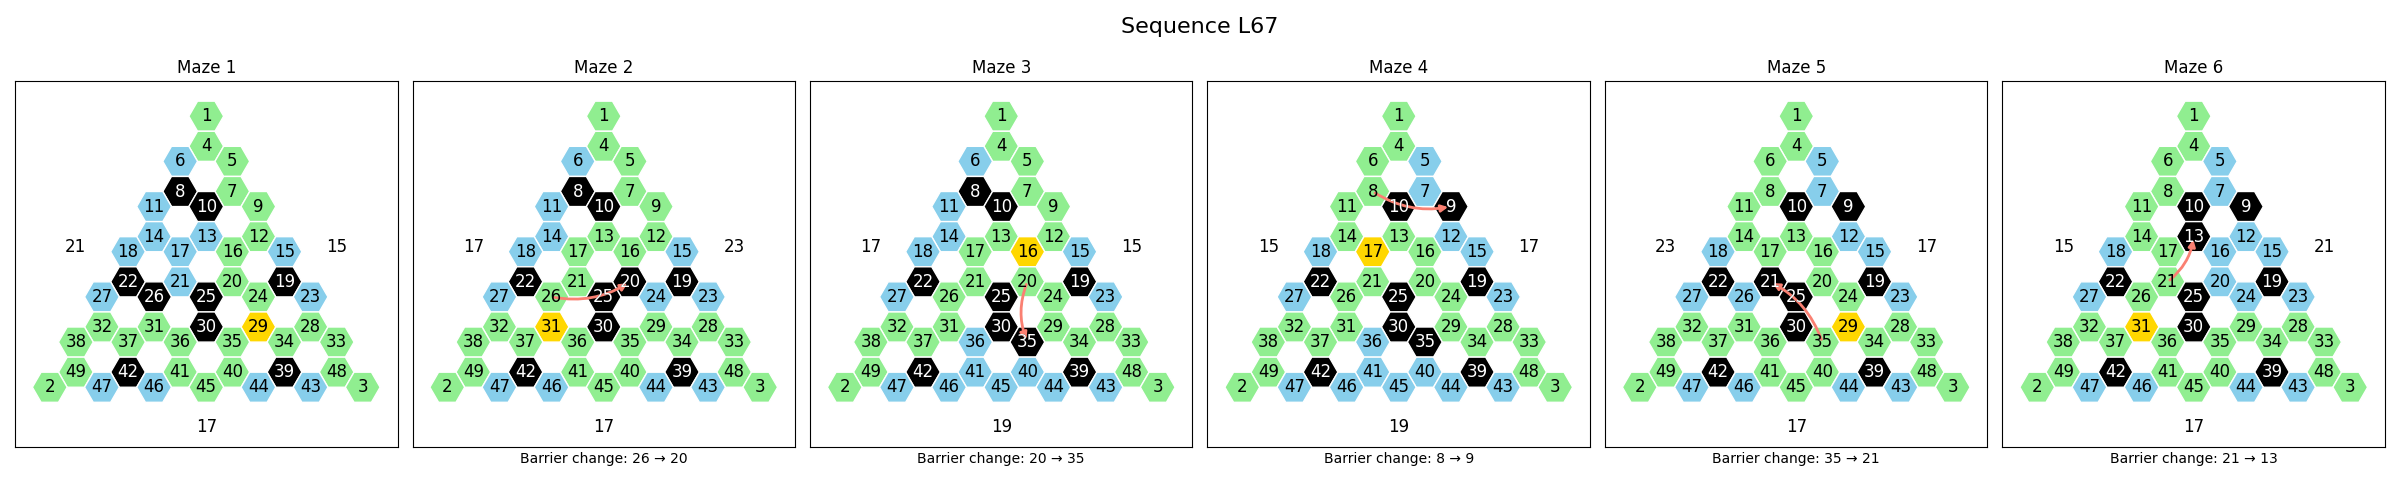 Sequence L67
Maze 1
1
4
6 5
8 7
11 10 9
14 13 12
21 18 17 16 15 15
22 21 20 19
27 26 25 24 23
32 31 30 29 28
38 37 36 35 34 33
49 42 41 40 39 48
2 47 46 45 44 43 3
17
Maze 2
1
4
6 5
8 7
11 10 9
14 13 12
17 18 17 16 15 23
22 21 20 19
27 26 25 24 23
32 31 30 29 28
38 37 36 35 34 33
49 42 41 40 39 48
2 47 46 45 44 43 3
17
Barrier change: 26 → 20
Maze 3
1
4
6 5
8 7
11 10 9
14 13 12
17 18 17 16 15 15
22 21 20 19
27 26 25 24 23
32 31 30 29 28
38 37 36 35 34 33
49 42 41 40 39 48
2 47 46 45 44 43 3
19
Barrier change: 20 → 35
Maze 4
1
4
6 5
8 7
11 10 9
14 13 12
15 18 17 16 15 17
22 21 20 19
27 26 25 24 23
32 31 30 29 28
38 37 36 35 34 33
49 42 41 40 39 48
2 47 46 45 44 43 3
19
Barrier change: 8 → 9
Maze 5
1
4
6 5
8 7
11 10 9
14 13 12
23 18 17 16 15 17
22 21 20 19
27 26 25 24 23
32 31 30 29 28
38 37 36 35 34 33
49 42 41 40 39 48
2 47 46 45 44 43 3
17
Barrier change: 35 → 21
Maze 6
1
4
6 5
8 7
11 10 9
14 13 12
15 18 17 16 15 21
22 21 20 19
27 26 25 24 23
32 31 30 29 28
38 37 36 35 34 33
49 42 41 40 39 48
2 47 46 45 44 43 3
17
Barrier change: 21 → 13